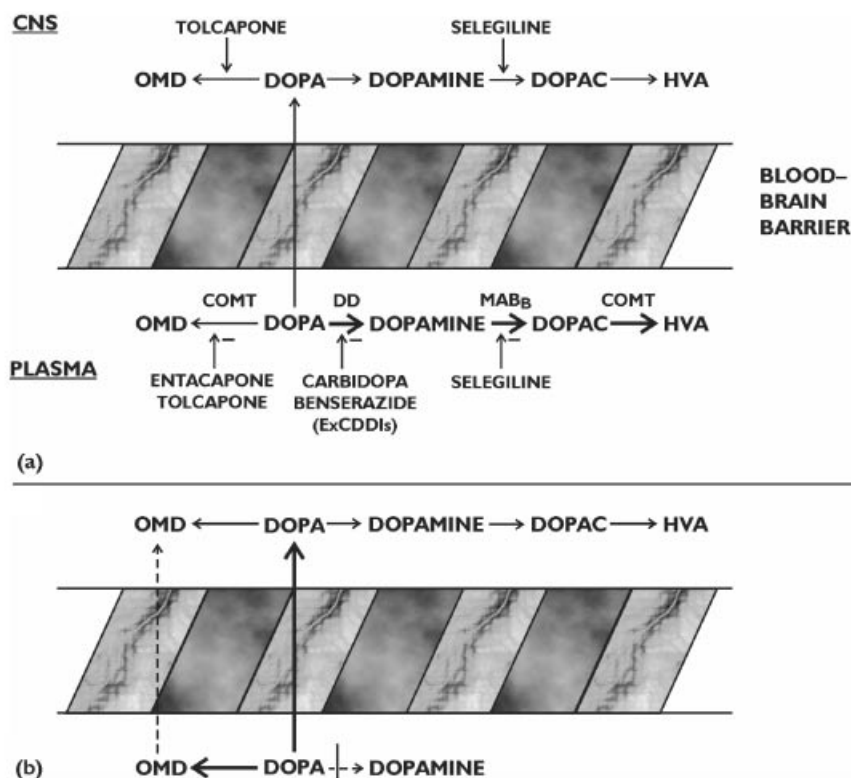 CNS
TOLCAPONE SELEGILINE
OMD DOPA DOPAMINE DOPAC HVA
BLOOD–
BRAIN
BARRIER
COMT DD MABB COMT
OMD DOPA DOPAMINE DOPAC HVA
PLASMA
ENTACAPONE CARBIDOPA SELEGILINE
TOLCAPONE BENSERAZIDE
(ExCDDIs)
(a)
OMD DOPA DOPAMINE DOPAC HVA
(b) OMD DOPA DOPAMINE